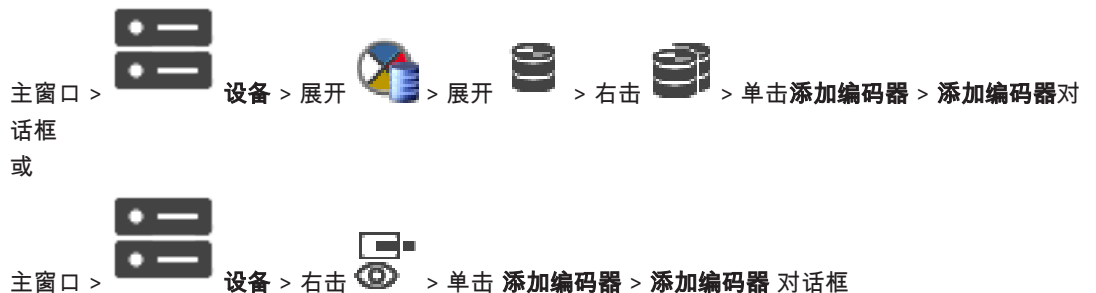 主窗口 > 设备 > 展开 > 展开 > 右击 > 单击添加编码器 > 添加编码器对
话框
或
主窗口 > 设备 > 右击 > 单击 添加编码器 > 添加编码器 对话框